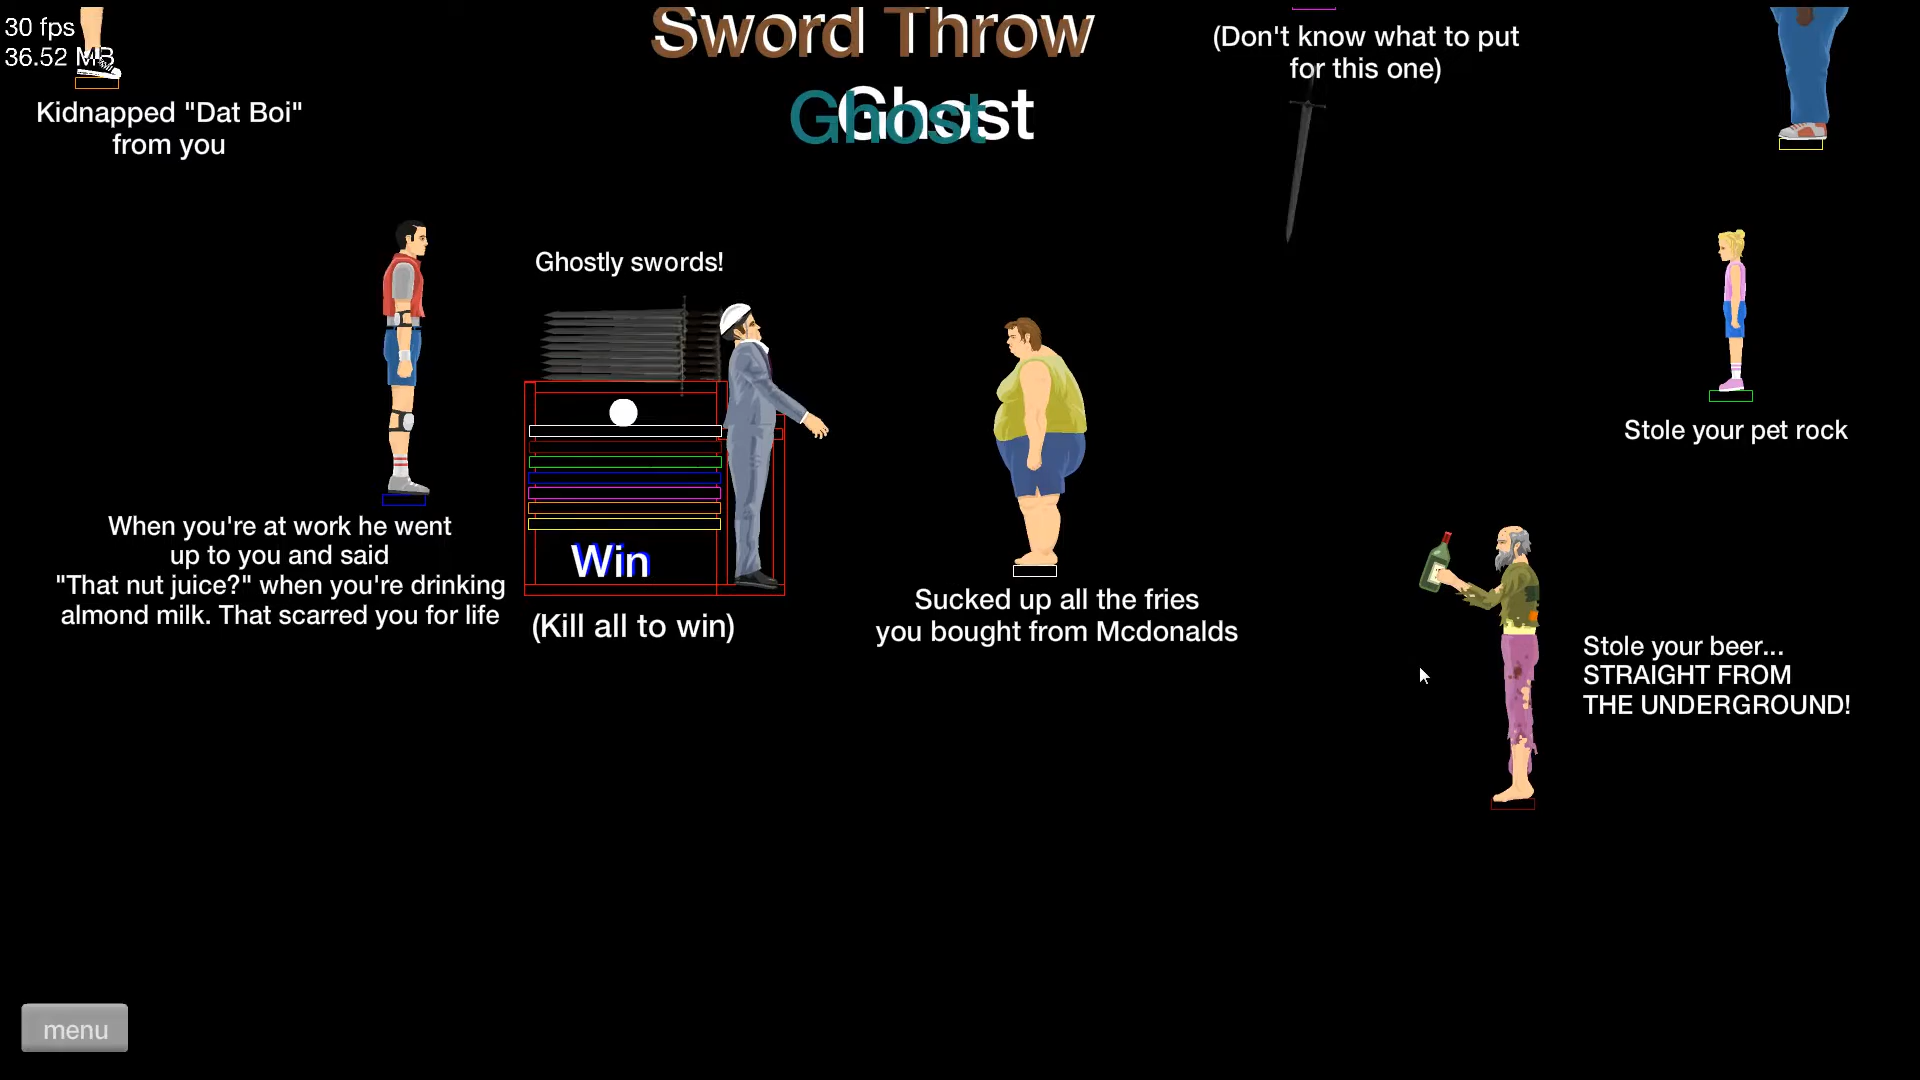 30 fps
36.52 MB
Sword Throw
Ghost
Kidnapped "Dat Boi"
from you
(Don't know what to put
for this one)
Ghostly swords!
Stole your pet rock
When you're at work he went
up to you and said
"That nut juice?" when you're drinking
almond milk. That scarred you for life
Win
(Kill all to win)
Sucked up all the fries
you bought from Mcdonalds
Stole your beer...
STRAIGHT FROM
THE UNDERGROUND!
menu